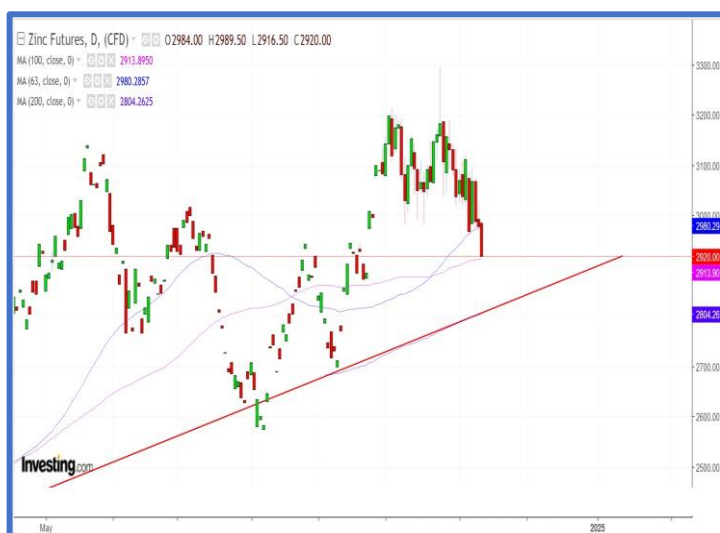 Zinc Futures, D, (CFD) O2984.00 H2989.50 L2916.50 C2920.00
MA (100, close, 0) 2913.8950
MA (63, close, 0) 2980.2857
MA (200, close, 0) 2804.2625
3300.00
3200.00
3100.00
3000.00
2980.29
2920.00
2913.90
2804.26
2700.00
2600.00
2500.00
Investing.com
May
2025